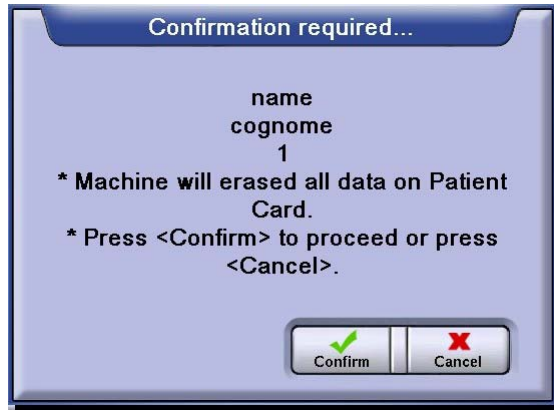 Confirmation required...
name
cognome
1
* Machine will erased all data on Patient
Card.
* Press <Confirm> to proceed or press
<Cancel>.
Confirm Cancel